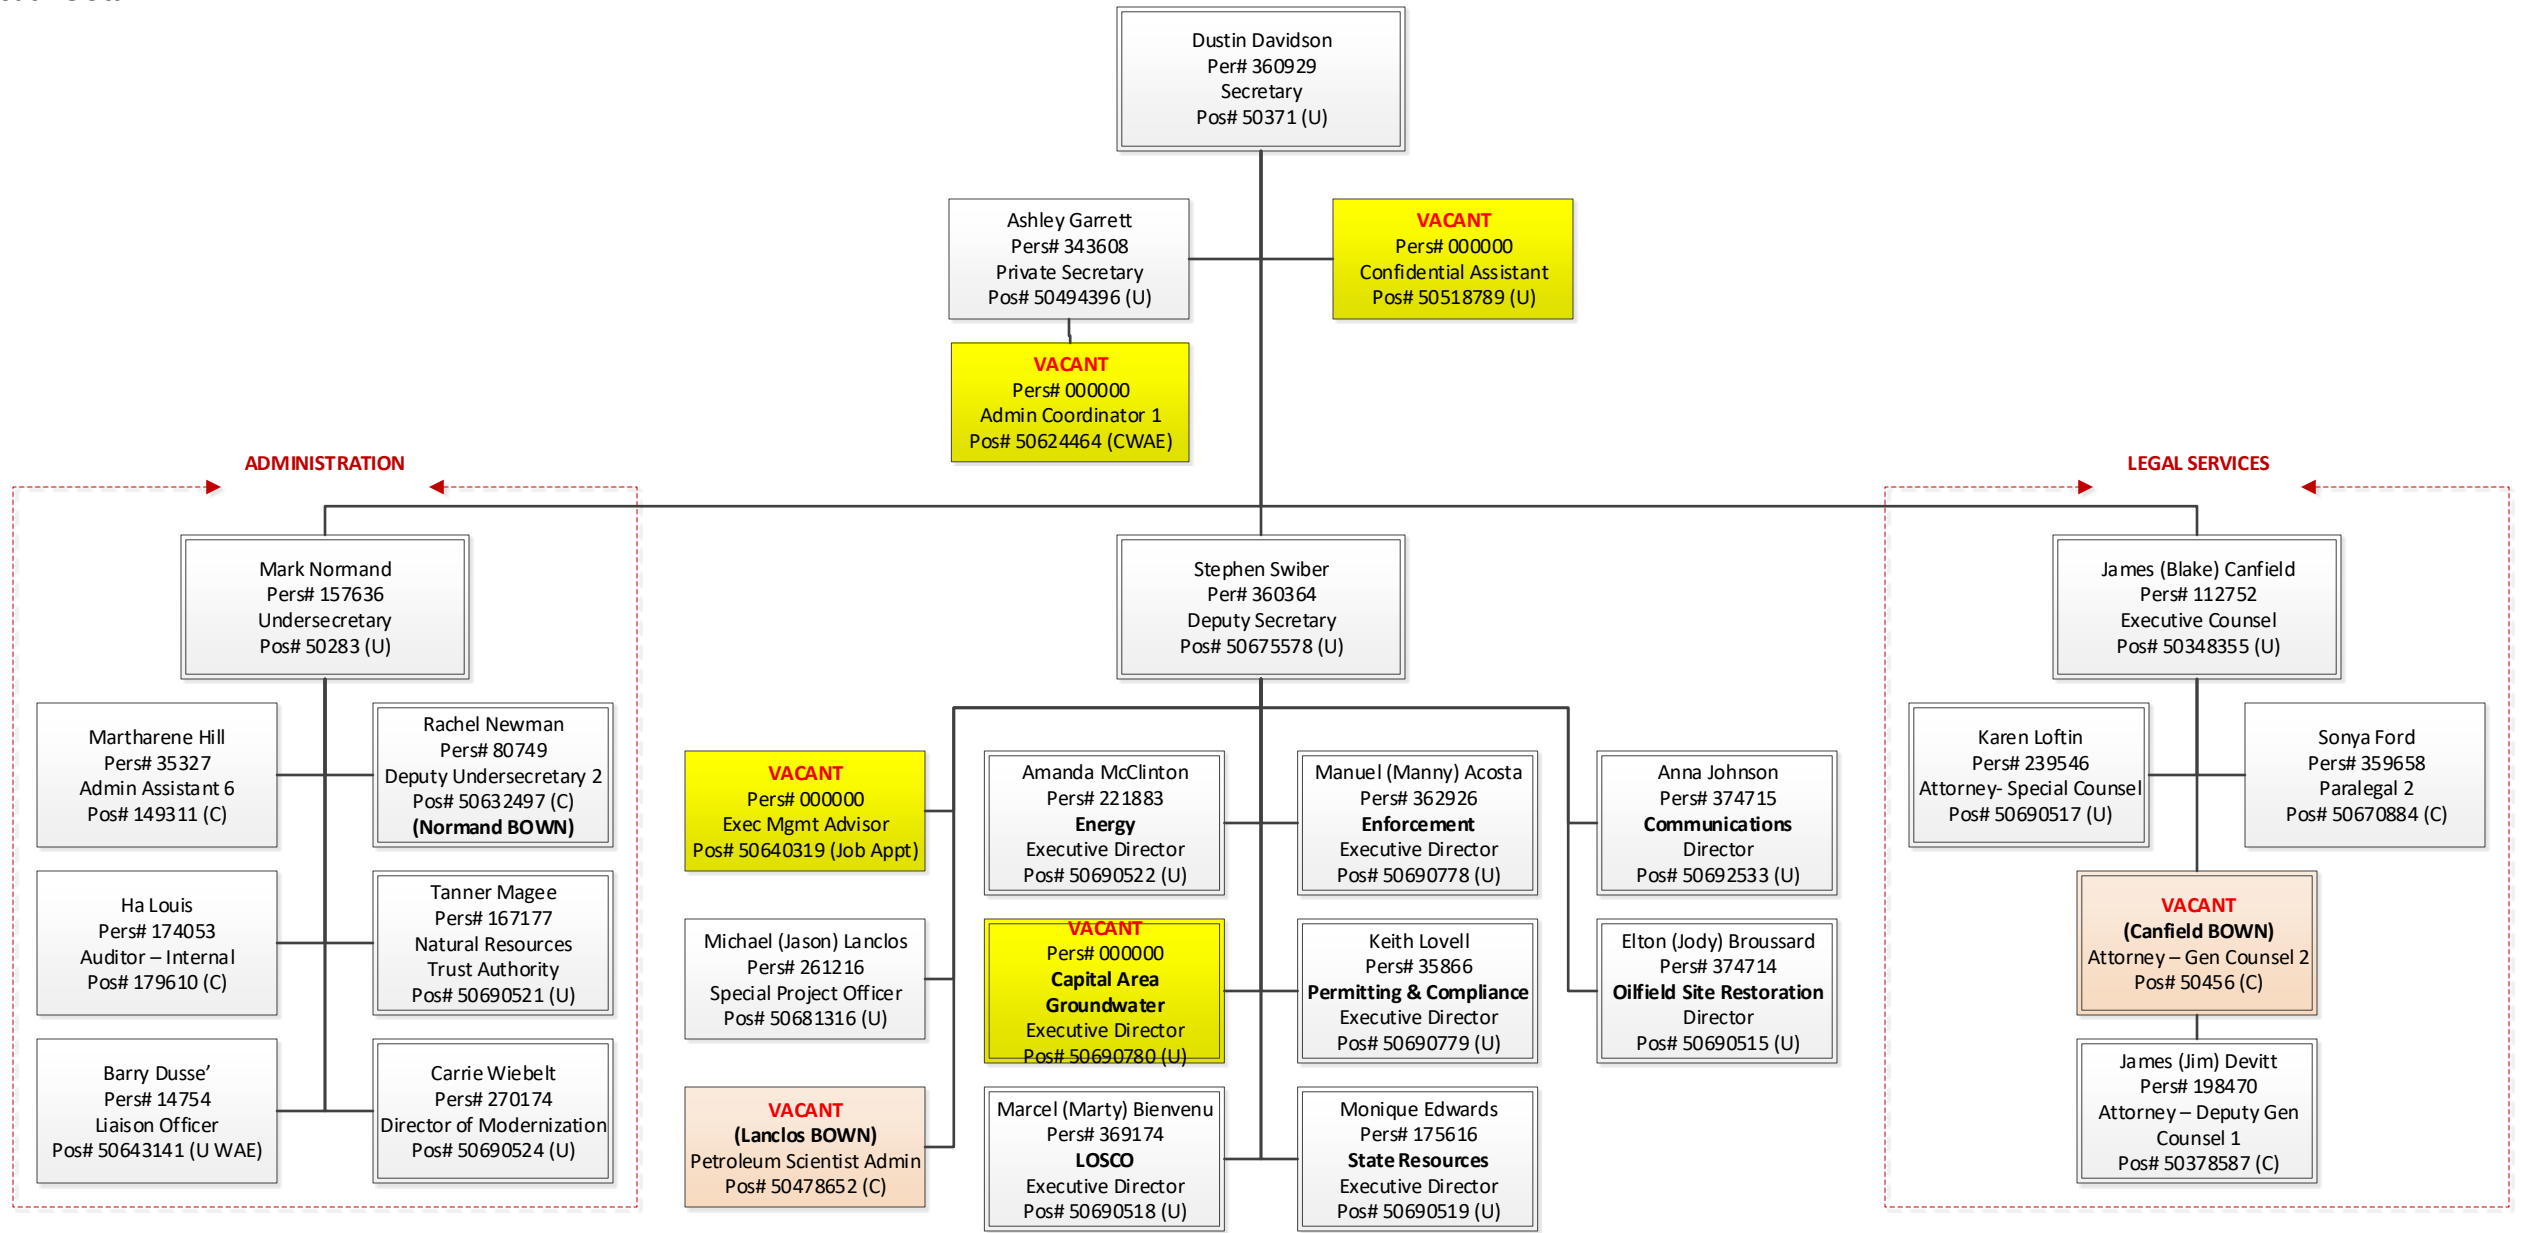 Dustin Davidson
Per# 360929
Secretary
Pos# 50371 (U)
Ashley Garrett
Pers# 343608
Private Secretary
Pos# 50494396 (U)
VACANT
Pers# 000000
Confidential Assistant
Pos# 50518789 (U)
VACANT
Pers# 000000
Admin Coordinator 1
Pos# 50624464 (CWAE)
ADMINISTRATION
LEGAL SERVICES
Mark Normand
Pers# 157636
Undersecretary
Pos# 50283 (U)
Stephen Swiber
Per# 360364
Deputy Secretary
Pos# 50675578 (U)
James (Blake) Canfield
Pers# 112752
Executive Counsel
Pos# 50348355 (U)
Martharene Hill
Pers# 35327
Admin Assistant 6
Pos# 149311 (C)
Rachel Newman
Pers# 80749
Deputy Undersecretary 2
Pos# 50632497 (C)
(Normand BOWN)
Ha Louis
Pers# 174053
Auditor – Internal
Pos# 179610 (C)
Tanner Magee
Pers# 167177
Natural Resources
Trust Authority
Pos# 50690521 (U)
Barry Dusse’
Pers# 14754
Liaison Officer
Pos# 50643141 (U WAE)
Carrie Wiebelt
Pers# 270174
Director of Modernization
Pos# 50690524 (U)
VACANT
Pers# 000000
Exec Mgmt Advisor
Pos# 50640319 (Job Appt)
Amanda McClinton
Pers# 221883
Energy
Executive Director
Pos# 50690522 (U)
Manuel (Manny) Acosta
Pers# 362926
Enforcement
Executive Director
Pos# 50690778 (U)
Anna Johnson
Pers# 374715
Communications
Director
Pos# 50692533 (U)
Michael (Jason) Lanclos
Pers# 261216
Special Project Officer
Pos# 50681316 (U)
VACANT
Pers# 000000
Capital Area
Groundwater
Executive Director
Pos# 50690780 (U)
Keith Lovell
Pers# 35866
Permitting & Compliance
Executive Director
Pos# 50690779 (U)
Elton (Jody) Broussard
Pers# 374714
Oilfield Site Restoration
Director
Pos# 50690515 (U)
VACANT
(Lanclos BOWN)
Petroleum Scientist Admin
Pos# 50478652 (C)
Marcel (Marty) Bienvenu
Pers# 369174
LOSCO
Executive Director
Pos# 50690518 (U)
Monique Edwards
Pers# 175616
State Resources
Executive Director
Pos# 50690519 (U)
Karen Loftin
Pers# 239546
Attorney- Special Counsel
Pos# 50690517 (U)
Sonya Ford
Pers# 359658
Paralegal 2
Pos# 50670884 (C)
VACANT
(Canfield BOWN)
Attorney – Gen Counsel 2
Pos# 50456 (C)
James (Jim) Devitt
Pers# 198470
Attorney – Deputy Gen
Counsel 1
Pos# 50378587 (C)